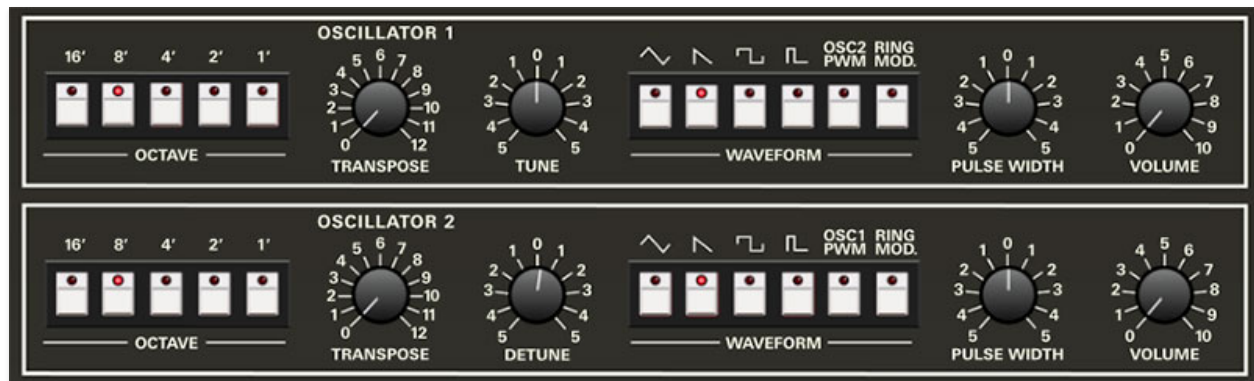 OSCILLATOR 1
16' 8' 4' 2' 1'
OCTAVE
0 1 2 3 4 5 6 7 8 9 10 11 12
TRANSPOSE
5 4 3 2 1 0 1 2 3 4 5
TUNE
OSC2 RING
PWM MOD.
WAVEFORM
5 4 3 2 1 0 1 2 3 4 5
PULSE WIDTH
0 1 2 3 4 5 6 7 8 9 10
VOLUME
OSCILLATOR 2
16' 8' 4' 2' 1'
OCTAVE
0 1 2 3 4 5 6 7 8 9 10 11 12
TRANSPOSE
5 4 3 2 1 0 1 2 3 4 5
DETUNE
OSC1 RING
PWM MOD.
WAVEFORM
5 4 3 2 1 0 1 2 3 4 5
PULSE WIDTH
0 1 2 3 4 5 6 7 8 9 10
VOLUME